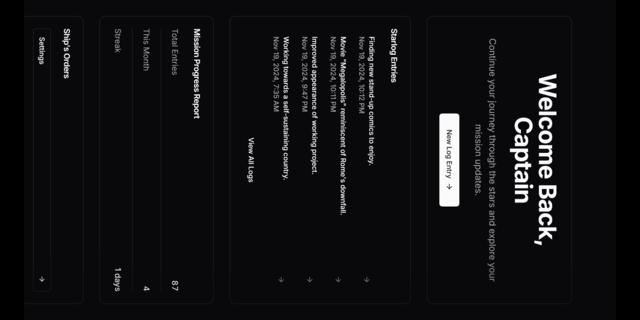 Welcome Back,
Captain
Continue your journey through the stars and explore your
mission updates.
New Log Entry →
Starlog Entries
Finding new stand-up comics to enjoy.
Nov 19, 2024, 10:12 PM
Movie "Megalopolis" reminiscent of Rome's downfall.
Nov 19, 2024, 10:11 PM
Improved appearance of working project.
Nov 19, 2024, 9:47 PM
Working towards a self-sustaining country.
Nov 19, 2024, 7:35 AM
View All Logs
Mission Progress Report
Total Entries 87
This Month 4
Streak 1 days
Ship's Orders
Settings →